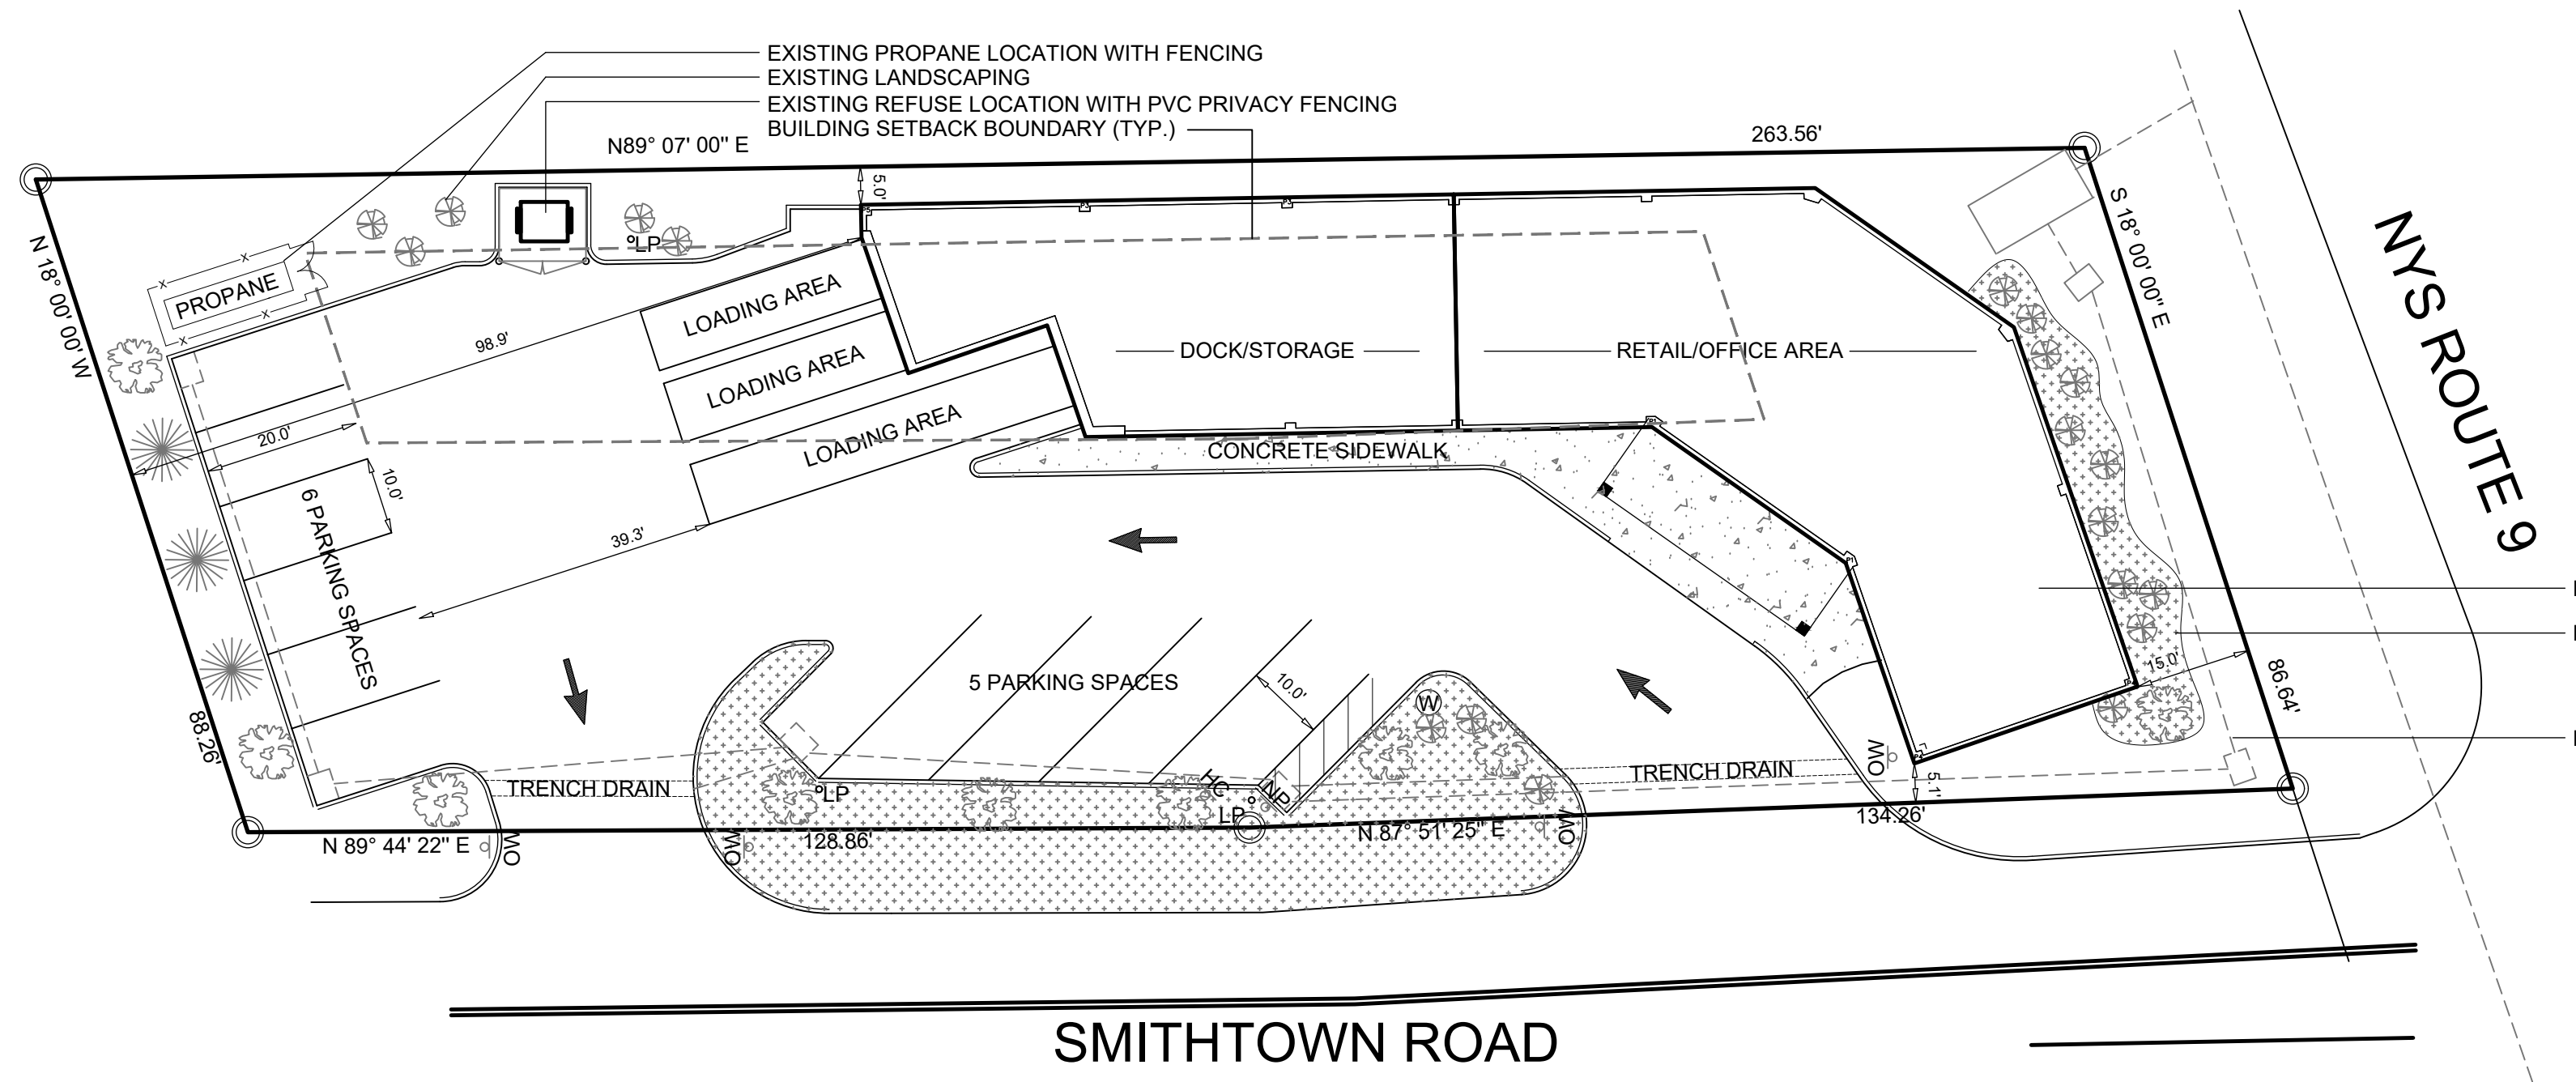 EXISTING PROPANE LOCATION WITH FENCING
EXISTING LANDSCAPING
EXISTING REFUSE LOCATION WITH PVC PRIVACY FENCING
BUILDING SETBACK BOUNDARY (TYP.)
N89° 07' 00" E
263.56'
5.0'
N 18° 00' 00" W
S 18° 00' 00" E
NYS ROUTE 9
LP
PROPANE
LOADING AREA
LOADING AREA
LOADING AREA
98.9'
DOCK/STORAGE
RETAIL/OFFICE AREA
20.0'
10.0'
CONCRETE SIDEWALK
6 PARKING SPACES
39.3'
5 PARKING SPACES
10.0'
W
15.0'
86.64'
88.26'
TRENCH DRAIN
LP
HC
NP
LP
TRENCH DRAIN
OW
5.1'
134.26'
N 89° 44' 22" E
OW
OW
128.86'
N 87° 51' 25" E
OW
SMITHTOWN ROAD